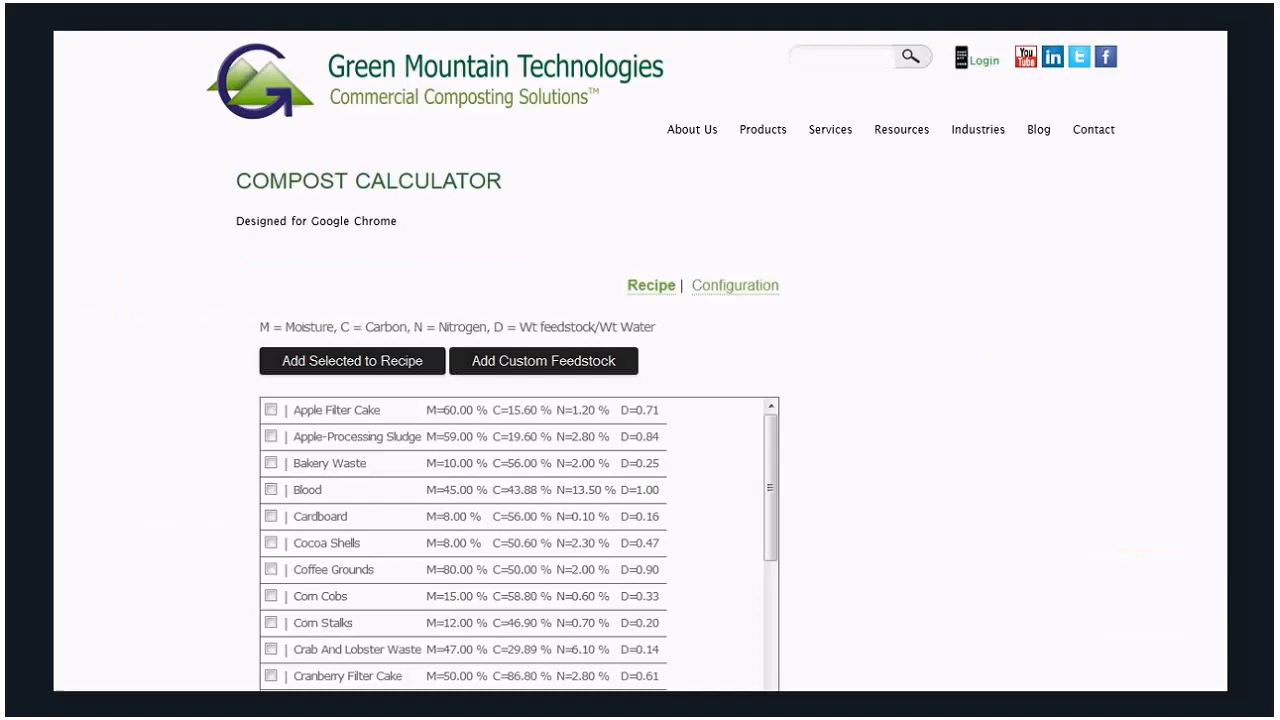 Green Mountain Technologies
Commercial Composting Solutions™
Login
You Tube
in
t
f
About Us Products Services Resources Industries Blog Contact
COMPOST CALCULATOR
Designed for Google Chrome
Recipe | Configuration
M = Moisture, C = Carbon, N = Nitrogen, D = Wt feedstock/Wt Water
Add Selected to Recipe Add Custom Feedstock
| Apple Filter Cake M=60.00 % C=15.60 % N=1.20 % D=0.71
| Apple-Processing Sludge M=59.00 % C=19.60 % N=2.80 % D=0.84
| Bakery Waste M=10.00 % C=56.00 % N=2.00 % D=0.25
| Blood M=45.00 % C=43.88 % N=13.50 % D=1.00
| Cardboard M=8.00 % C=56.00 % N=0.10 % D=0.16
| Cocoa Shells M=8.00 % C=50.60 % N=2.30 % D=0.47
| Coffee Grounds M=80.00 % C=50.00 % N=2.00 % D=0.90
| Corn Cobs M=15.00 % C=58.80 % N=0.60 % D=0.33
| Corn Stalks M=12.00 % C=46.90 % N=0.70 % D=0.20
| Crab And Lobster Waste M=47.00 % C=29.89 % N=6.10 % D=0.14
| Cranberry Filter Cake M=50.00 % C=86.80 % N=2.80 % D=0.61